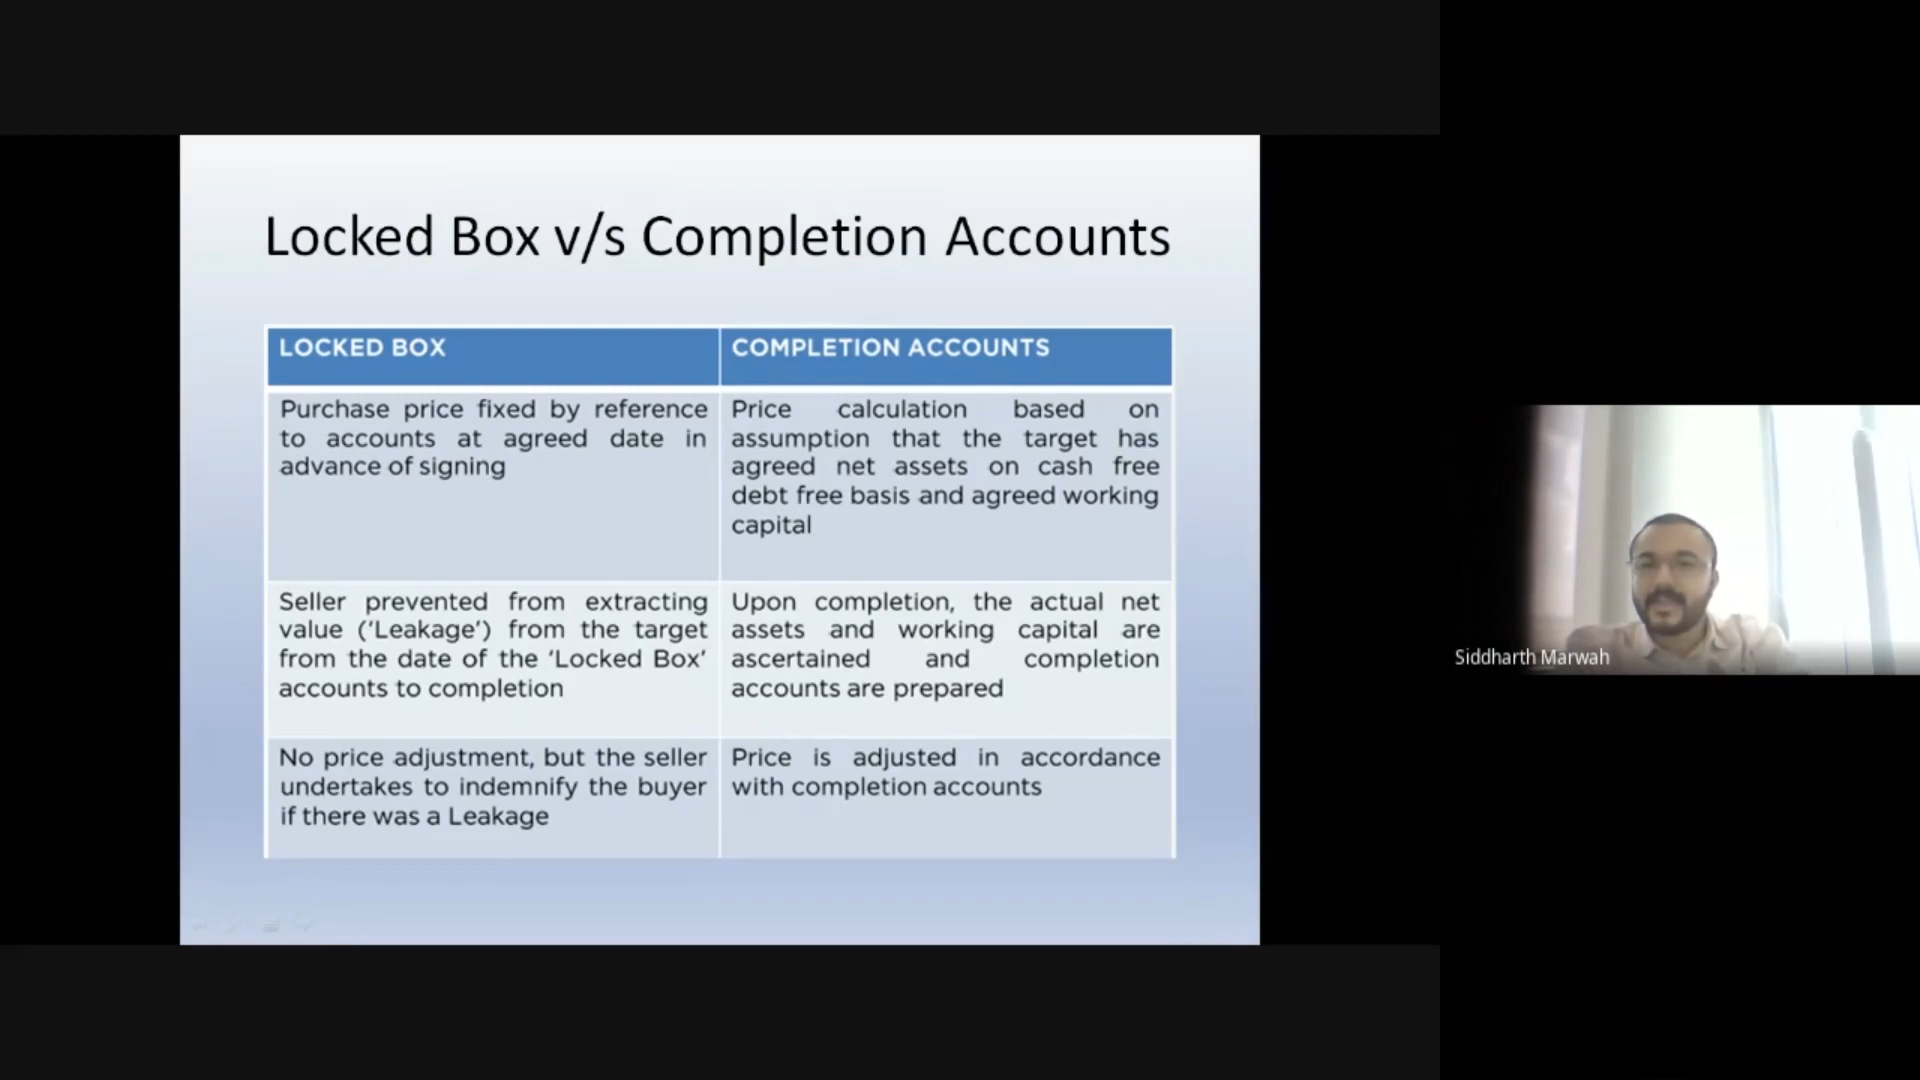 Locked Box v/s Completion Accounts
LOCKED BOX
Purchase price fixed by reference
to accounts at agreed date in
advance of signing
Seller prevented from extracting
value (‘Leakage’) from the target
from the date of the ‘Locked Box’
accounts to completion
No price adjustment, but the seller
undertakes to indemnify the buyer
if there was a Leakage
COMPLETION ACCOUNTS
Price calculation based on
assumption that the target has
agreed net assets on cash free
debt free basis and agreed working
capital
Upon completion, the actual net
assets and working capital are
ascertained and completion
accounts are prepared
Price is adjusted in accordance
with completion accounts
Siddharth Marwah